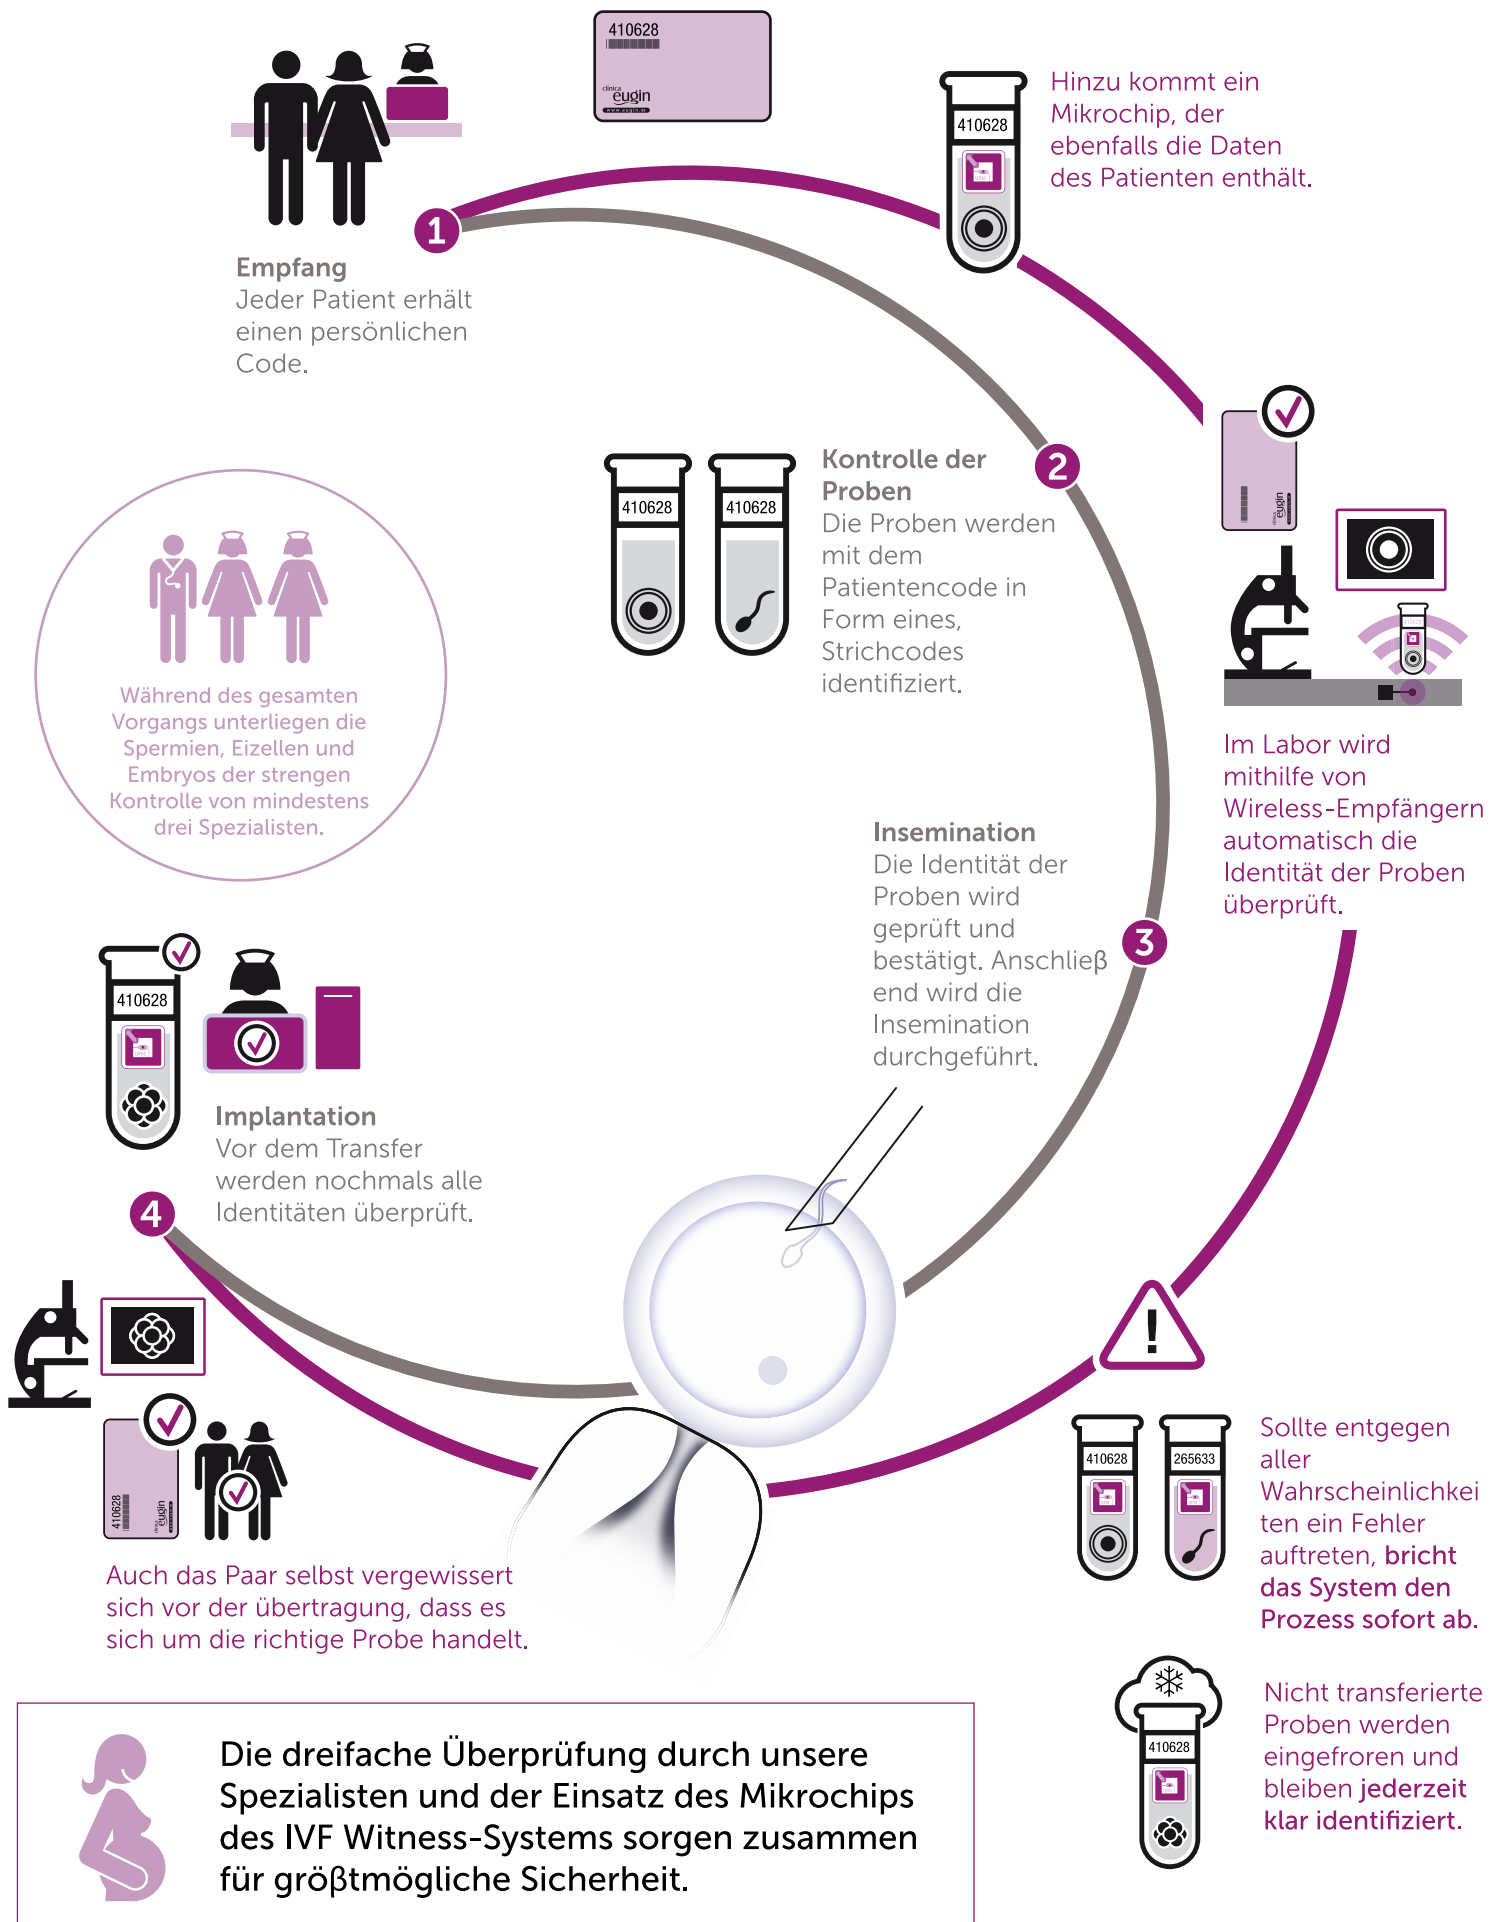 410628
clínica
eugin
www.eugin.es
Empfang
Jeder Patient erhält
einen persönlichen
Code.
1
410628
Hinzu kommt ein
Mikrochip, der
ebenfalls die Daten
des Patienten enthält.
2
410628
410628
Kontrolle der
Proben
Die Proben werden
mit dem
Patientencode in
Form eines,
Strichcodes
identifiziert.
clínica
eugin
410628
Im Labor wird
mithilfe von
Wireless-Empfängern
automatisch die
Identität der Proben
überprüft.
Während des gesamten
Vorgangs unterliegen die
Spermien, Eizellen und
Embryos der strengen
Kontrolle von mindestens
drei Spezialisten.
3
Insemination
Die Identität der
Proben wird
geprüft und
bestätigt. Anschließ
end wird die
Insemination
durchgeführt.
410628
4
Implantation
Vor dem Transfer
werden nochmals alle
Identitäten überprüft.
!
410628
265633
Sollte entgegen
aller
Wahrscheinlichkei
ten ein Fehler
auftreten, bricht
das System den
Prozess sofort ab.
410628
clínica
eugin
Auch das Paar selbst vergewissert
sich vor der übertragung, dass es
sich um die richtige Probe handelt.
410628
Nicht transferierte
Proben werden
eingefroren und
bleiben jederzeit
klar identifiziert.
Die dreifache Überprüfung durch unsere
Spezialisten und der Einsatz des Mikrochips
des IVF Witness-Systems sorgen zusammen
für größtmögliche Sicherheit.